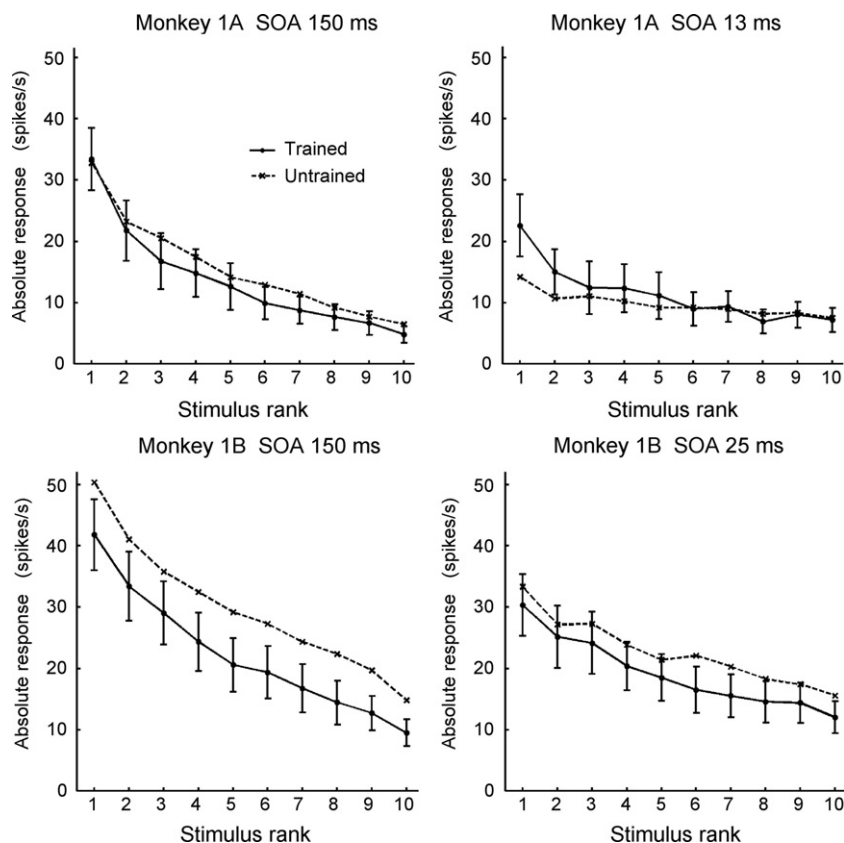 Monkey 1A SOA 150 ms
Absolute response (spikes/s)
50
40
30
20
10
0
Trained
Untrained
1 2 3 4 5 6 7 8 9 10
Stimulus rank
Monkey 1A SOA 13 ms
Absolute response (spikes/s)
50
40
30
20
10
0
1 2 3 4 5 6 7 8 9 10
Stimulus rank
Monkey 1B SOA 150 ms
Absolute response (spikes/s)
50
40
30
20
10
0
1 2 3 4 5 6 7 8 9 10
Stimulus rank
Monkey 1B SOA 25 ms
Absolute response (spikes/s)
50
40
30
20
10
0
1 2 3 4 5 6 7 8 9 10
Stimulus rank